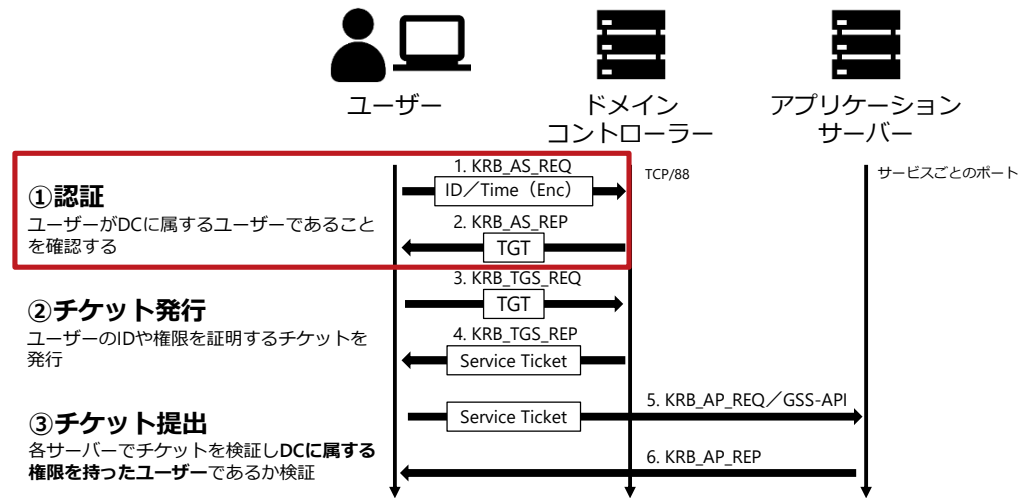 ユーザー
ドメイン
コントローラー
アプリケーション
サーバー
①認証
ユーザーがDCに属するユーザーであること
を確認する
1. KRB_AS_REQ
ID／Time（Enc）
2. KRB_AS_REP
TGT
TCP/88
サービスごとのポート
②チケット発行
ユーザーのIDや権限を証明するチケットを
発行
3. KRB_TGS_REQ
TGT
4. KRB_TGS_REP
Service Ticket
③チケット提出
各サーバーでチケットを検証しDCに属する
権限を持ったユーザーであるか検証
Service Ticket
5. KRB_AP_REQ／GSS-API
6. KRB_AP_REP